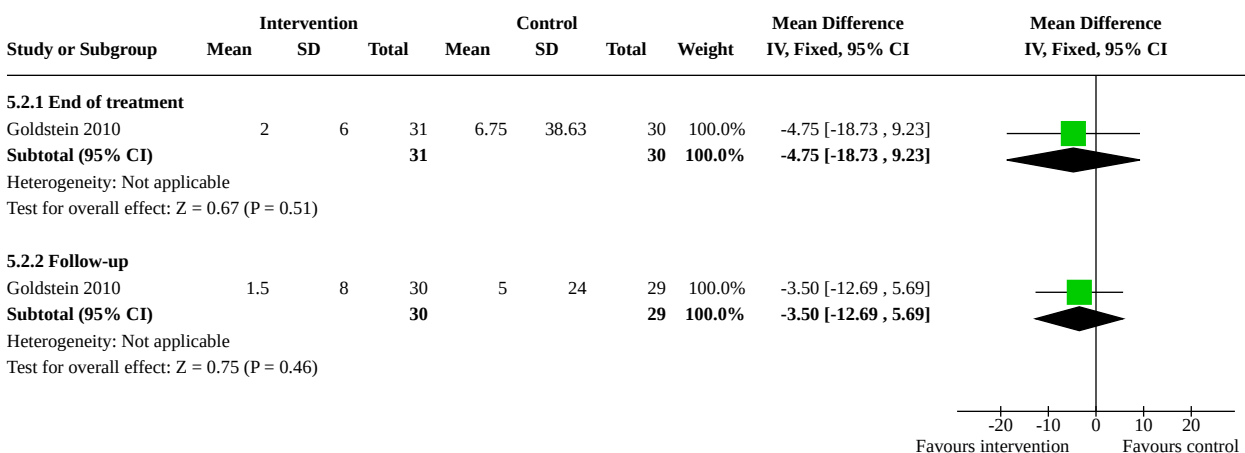 Intervention Control Mean Difference Mean Difference
Study or Subgroup Mean SD Total Mean SD Total Weight IV, Fixed, 95% CI IV, Fixed, 95% CI
5.2.1 End of treatment
Goldstein 2010 2 6 31 6.75 38.63 30 100.0% -4.75 [-18.73 , 9.23]
Subtotal (95% CI) 31 30 100.0% -4.75 [-18.73 , 9.23]
Heterogeneity: Not applicable
Test for overall effect: Z = 0.67 (P = 0.51)
5.2.2 Follow-up
Goldstein 2010 1.5 8 30 5 24 29 100.0% -3.50 [-12.69 , 5.69]
Subtotal (95% CI) 30 29 100.0% -3.50 [-12.69 , 5.69]
Heterogeneity: Not applicable
Test for overall effect: Z = 0.75 (P = 0.46)
-20 -10 0 10 20
Favours intervention Favours control